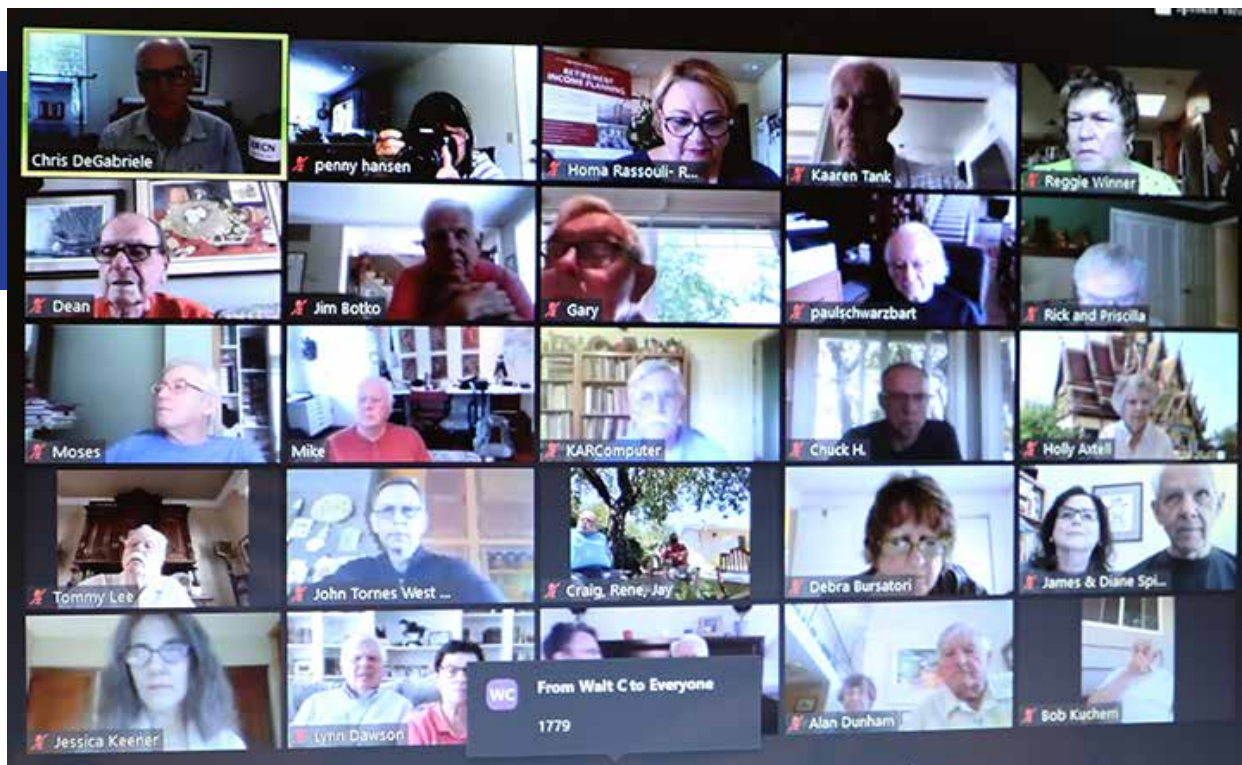 Chris DeGabriele
RCN
penny hansen
RETIREMENT
INCOME PLANNING
Homa Rassouli- R...
Kaaren Tank
Reggie Winner
Dean
Jim Botko
Gary
paulschwarzbart
Rick and Priscilla
Moses
Mike
KARComputer
Chuck H.
Holly Axtell
Tommy Lee
John Tornes West ...
Craig, Rene, Jay
Debra Bursatori
James & Diane Spi...
Jessica Keener
Lynn Dawson
WC
From Walt C to Everyone
1779
Alan Dunham
Bob Kuchem